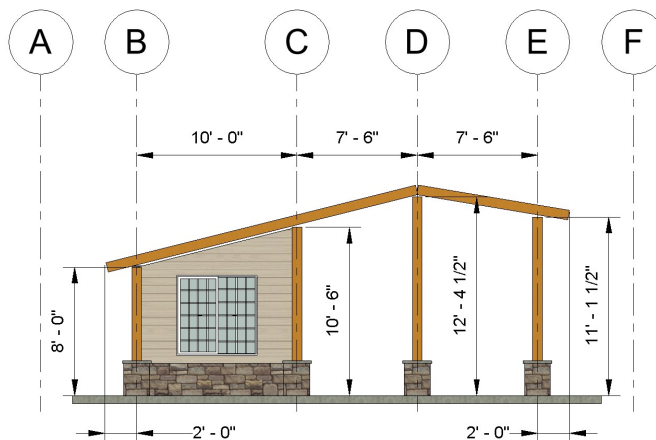 A B C D E F
10' - 0" 7' - 6" 7' - 6"
8' - 0"
10' - 6"
12' - 4 1/2"
11' - 1 1/2"
2' - 0" 2' - 0"